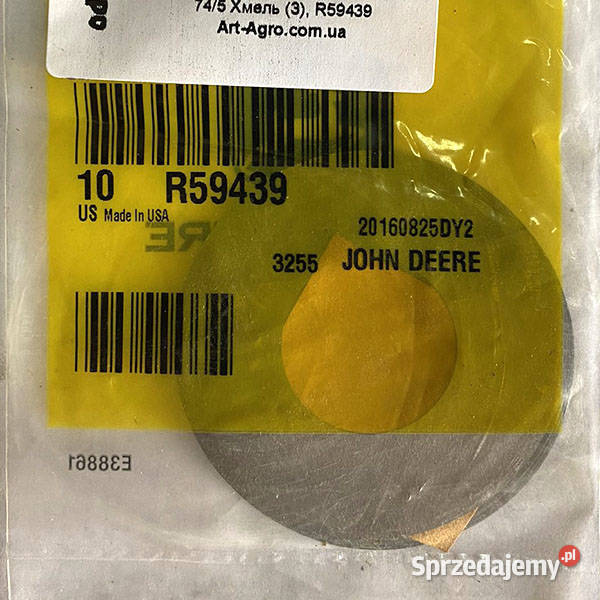 74/5 Хмель (3), R59439
Art-Agro.com.ua
10 R59439
US Made In USA
20160825DY2
3255 JOHN DEERE
E38861
Sprzedajemy.pl